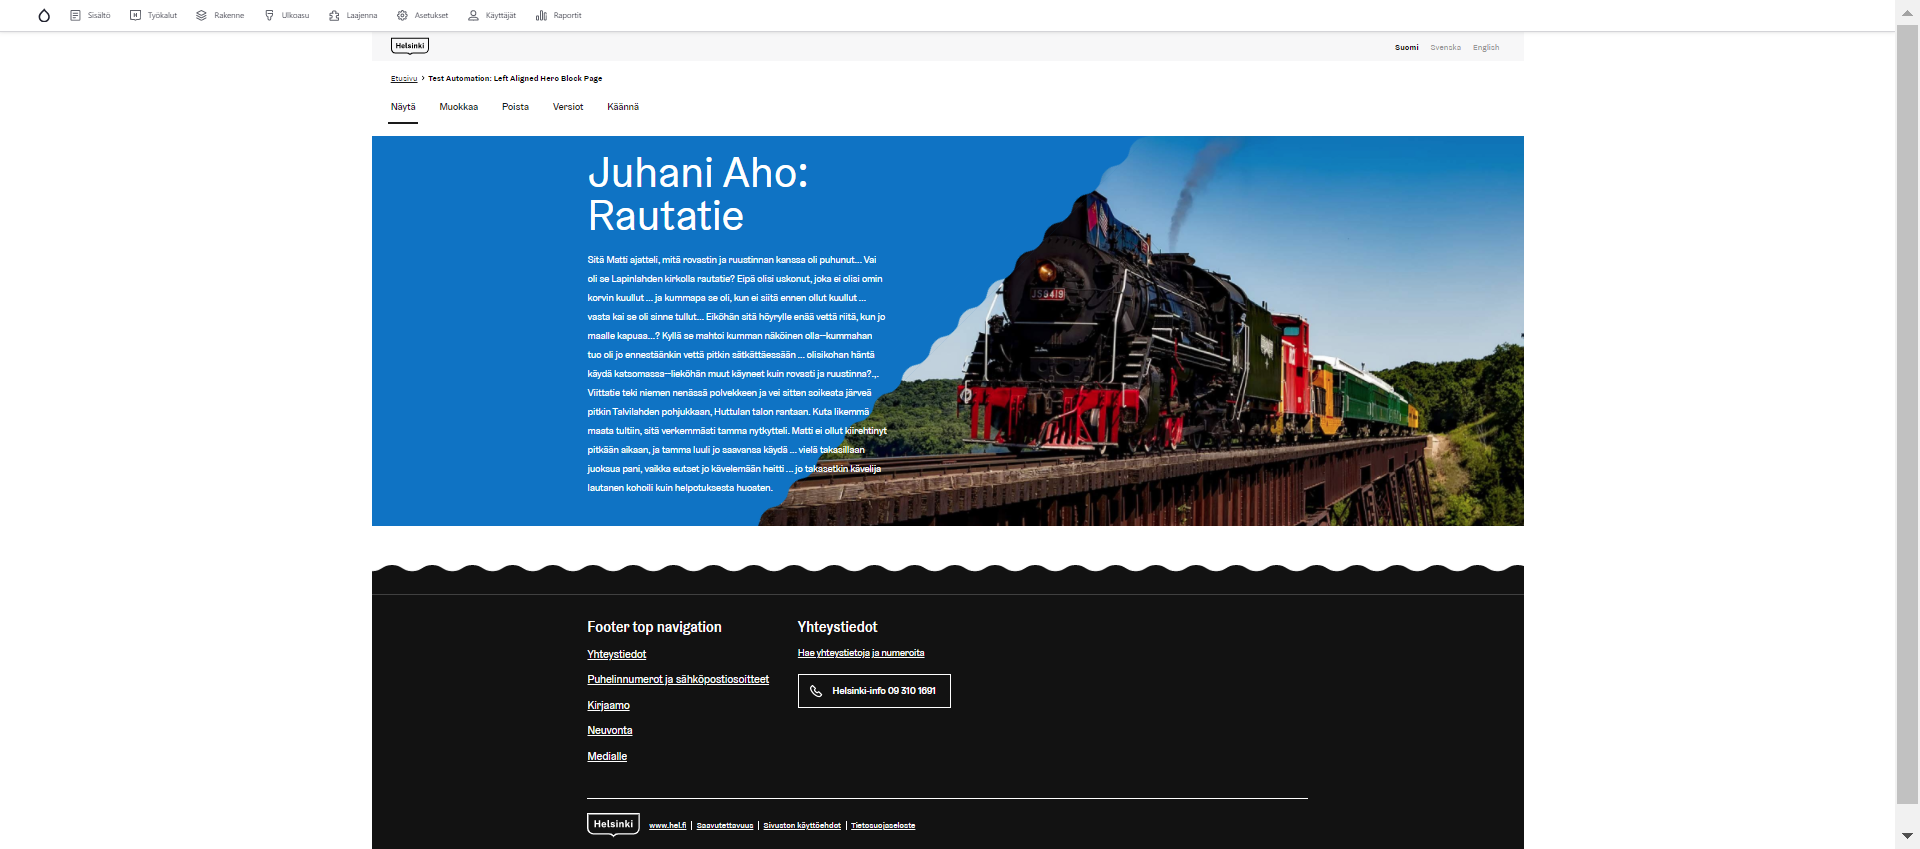 Sisältö Työkalut Rakenne Ulkoasu Laajenna Asetukset Käyttäjät Raportit
Helsinki
Suomi Svenska English
Etusivu > Test Automation: Left Aligned Hero Block Page
Näytä Muokkaa Poista Versiot Käännä
Juhani Aho:
Rautatie
Sitä Matti ajatteli, mitä rovastin ja ruustinnan kanssa oli puhunut... Vai
oli se Lapinlahden kirkolla rautatie? Eipä olisi uskonut, joka ei olisi omin
korvin kuullut ... ja kummapa se oli, kun ei siitä ennen ollut kuullut ...
vasta kai se oli sinne tullut... Eiköhän sitä höyrylle enää vettä riitä, kun jo
maalle kapuaa...? Kyllä se mahtoi kumman näköinen olla—kummahan
tuo oli jo ennestäänkin vettä pitkin sätkättäessään ... olisikohan häntä
käydä katsomassa—lieköhän muut käyneet kuin rovasti ja ruustinna?.,.
Viittatie teki niemen nenässä polvekkeen ja vei sitten soikeata järveä
pitkin Talvilahden pohjukkaan, Huttulan talon rantaan. Kuta likemmä
maata tultiin, sitä verkemmästi tamma nytkytteli. Matti ei ollut kiirehtinyt
pitkään aikaan, ja tamma luuli jo saavansa käydä ... vielä takasillaan
juoksua pani, vaikka eutset jo kävelemään heitti ... jo takasetkin kävelijä
lautanen kohoili kuin helpotuksesta huoaten.
JS8419
Footer top navigation
Yhteystiedot
Puhelinnumerot ja sähköpostiosoitteet
Kirjaamo
Neuvonta
Medialle
Yhteystiedot
Hae yhteystietoja ja numeroita
Helsinki-info 09 310 1691
Helsinki
www.hel.fi | Saavutettavuus | Sivuston käyttöehdot | Tietosuojaseloste